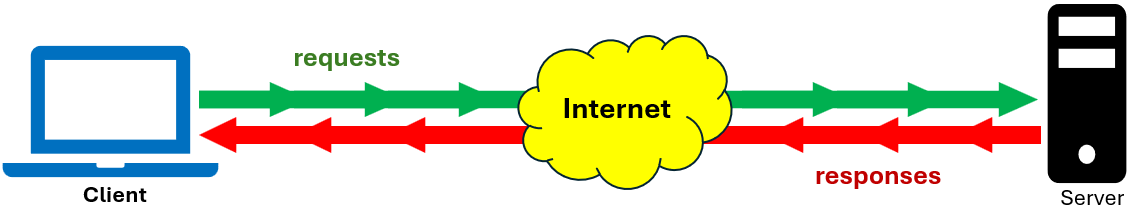 requests
Internet
responses
Client
Server